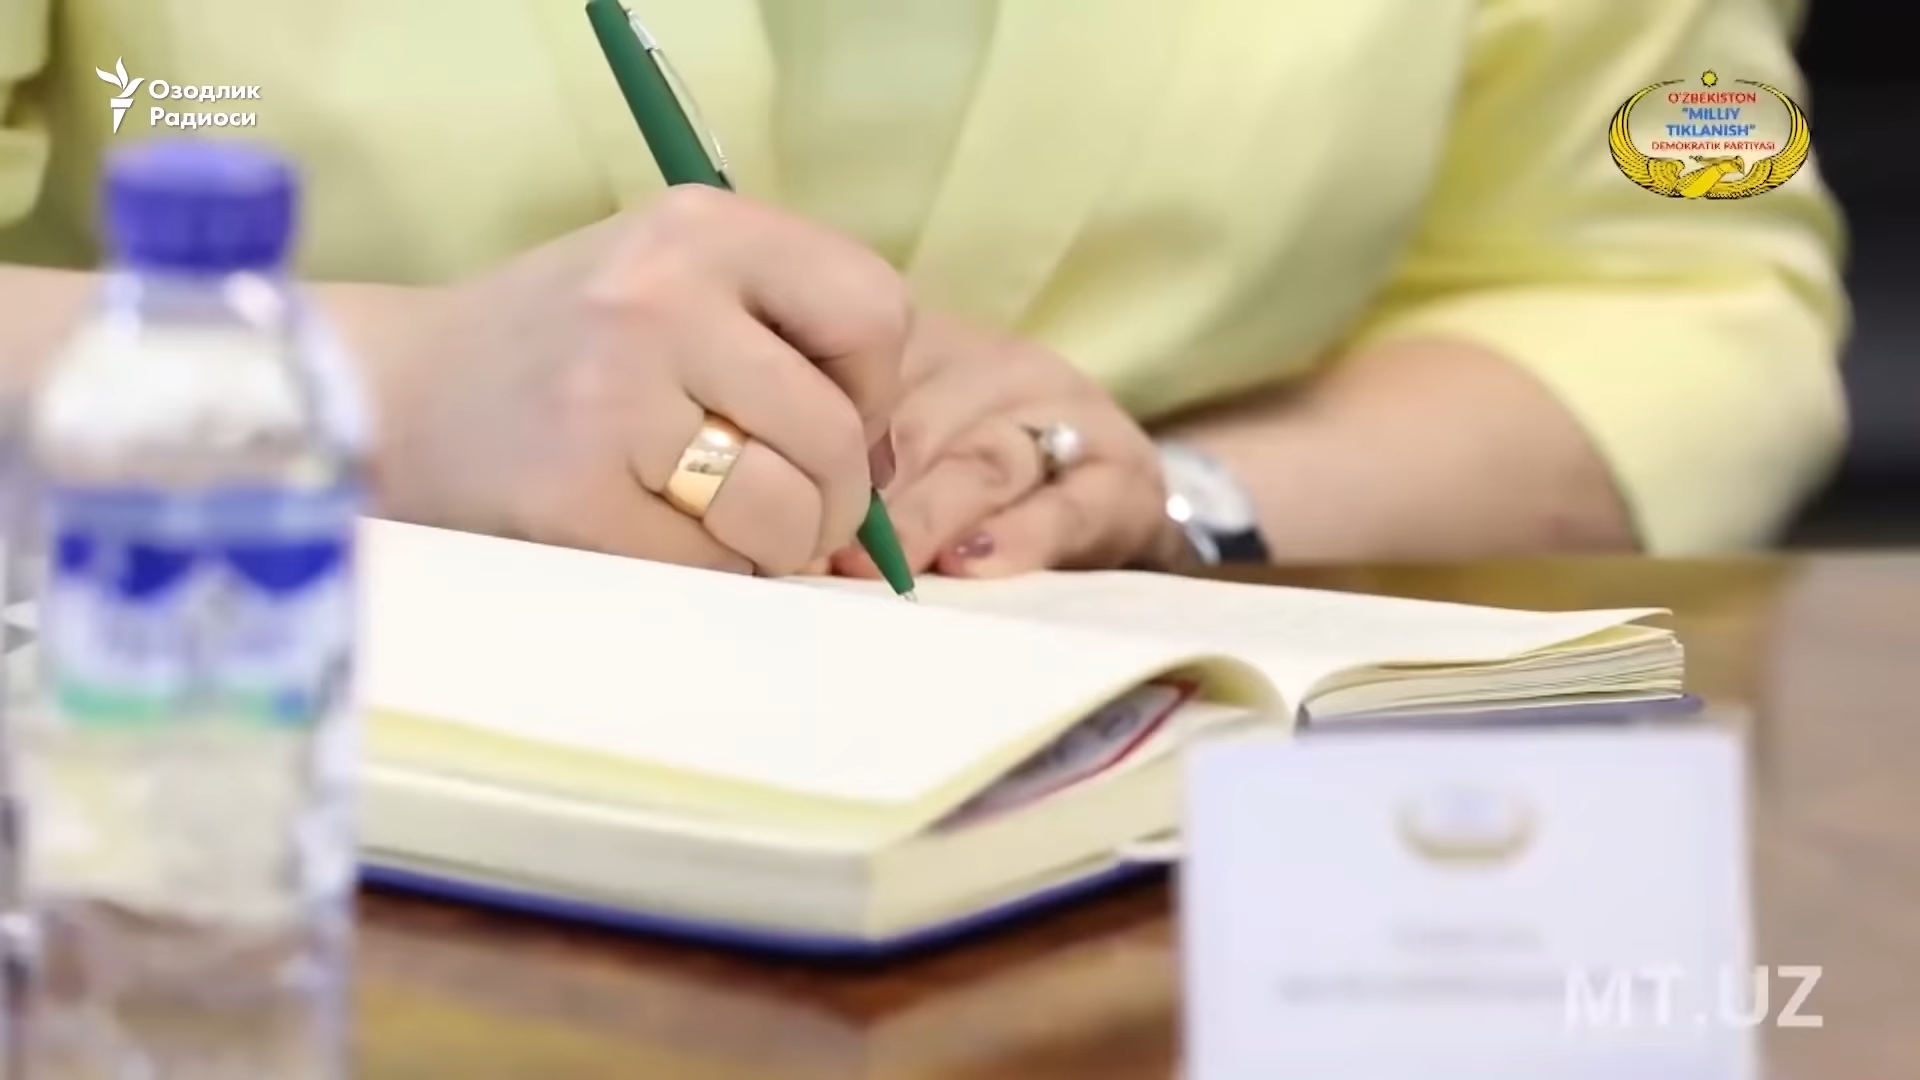 Озодлик
Радиоси
O'ZBEKISTON
"MILLIY
TIKLANISH"
DEMOKRATIK PARTIYASI
MT.UZ